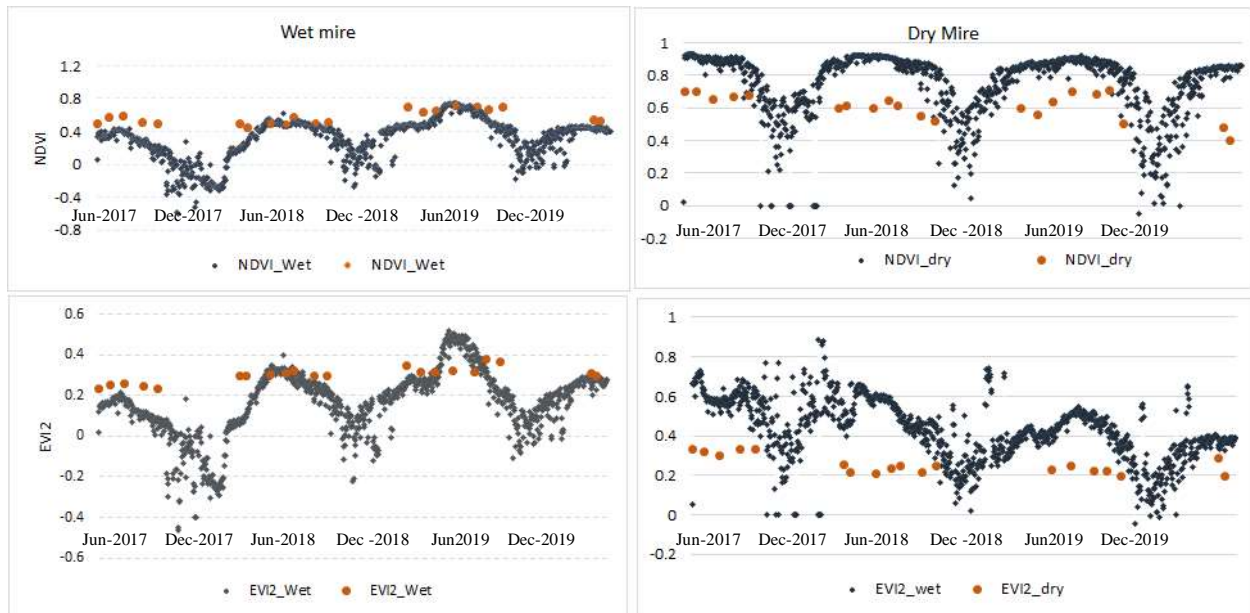 Wet mire
1.2
0.8
0.4
0
-0.4
-0.8
NDVI
Jun-2017 Dec-2017 Jun-2018 Dec -2018 Jun2019 Dec-2019
NDVI_Wet NDVI_Wet
Dry Mire
1
0.8
0.6
0.4
0.2
0
-0.2
Jun-2017 Dec-2017 Jun-2018 Dec -2018 Jun2019 Dec-2019
NDVI_dry NDVI_dry
0.6
0.4
0.2
0
-0.2
-0.4
-0.6
EVI2
Jun-2017 Dec-2017 Jun-2018 Dec -2018 Jun2019 Dec-2019
EVI2_Wet EVI2_Wet
1
0.8
0.6
0.4
0.2
0
-0.2
Jun-2017 Dec-2017 Jun-2018 Dec -2018 Jun2019 Dec-2019
EVI2_wet EVI2_dry